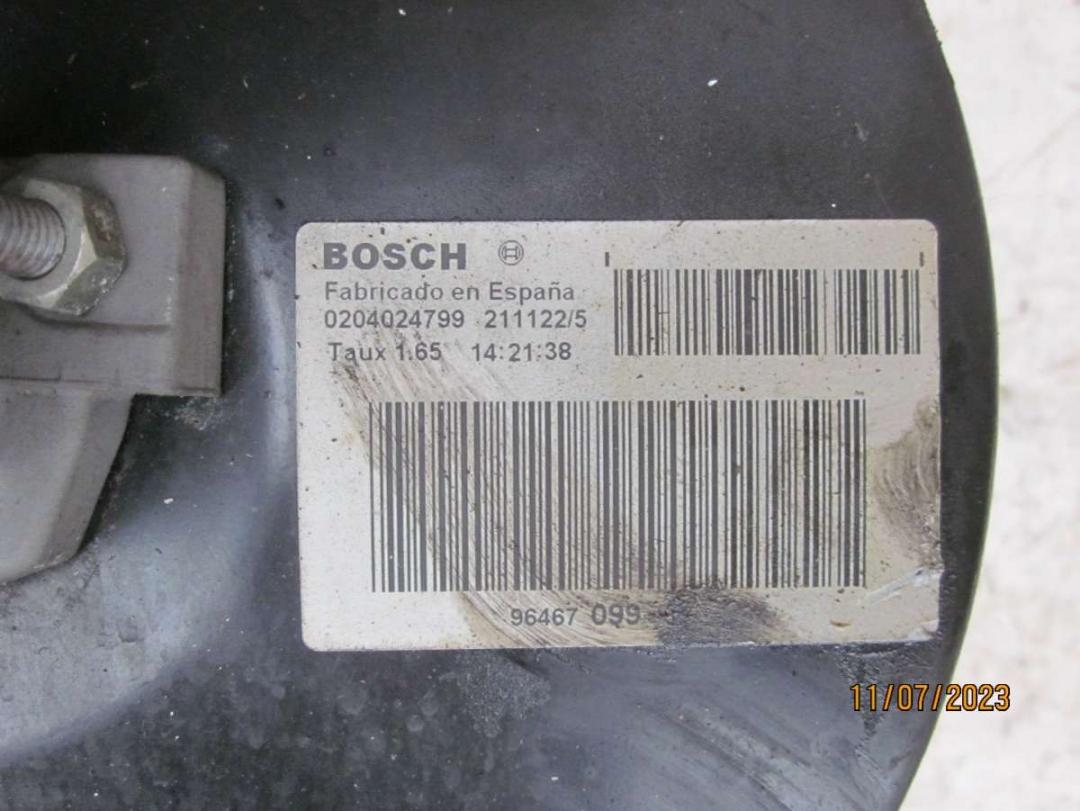 BOSCH
Fabricado en España
0204024799 211122/5
Taux 1.65 14:21:38
96467 099
11/07/2023